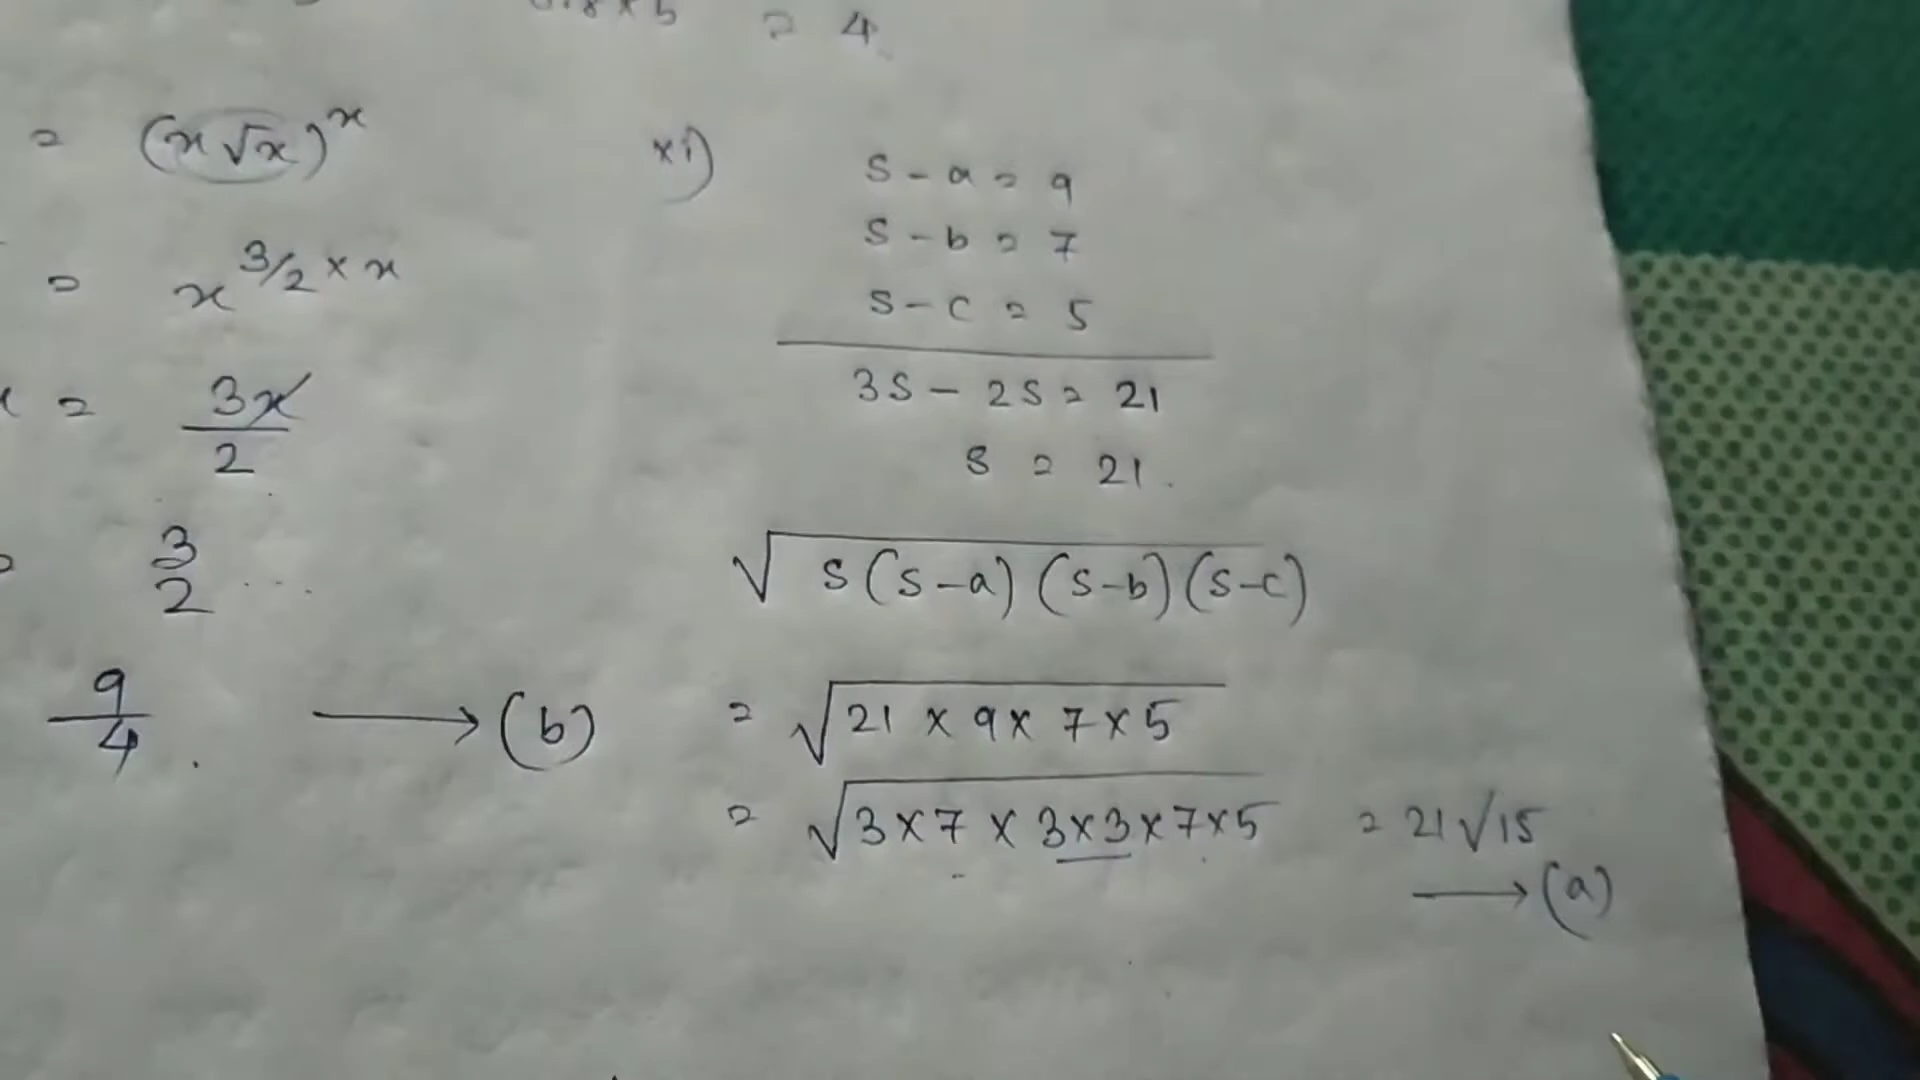 = 4
= (x√x)^x
= x^3/2 × x
= 3x/2
3/2
9/4 . → (b)
xi)
s - a = 9
s - b = 7
s - c = 5
3s - 2s = 21
s = 21.
√s(s-a)(s-b)(s-c)
= √21 × 9 × 7 × 5
= √3×7 × 3×3×7×5 = 21√15
→ (a)